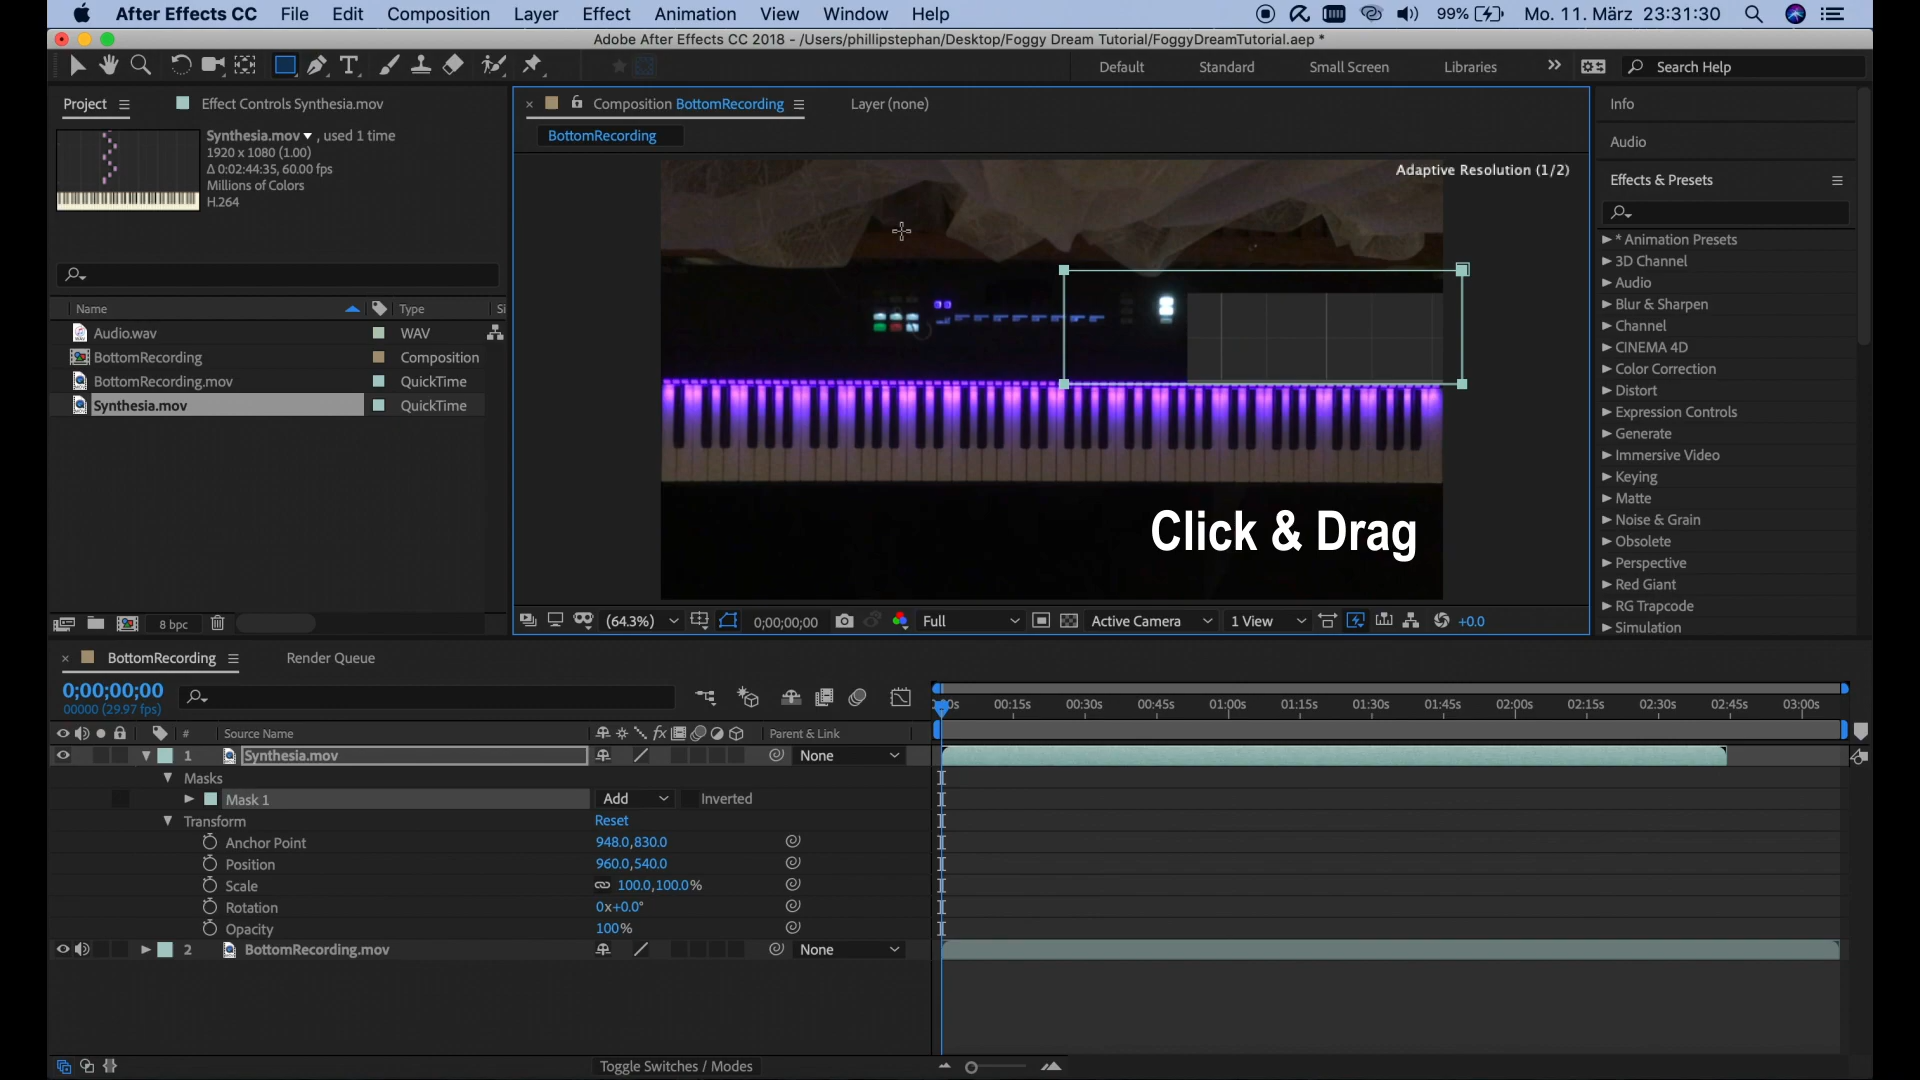 After Effects CC File Edit Composition Layer Effect Animation View Window Help 99% Mo. 11. März 23:31:30
Adobe After Effects CC 2018 - /Users/phillipstephan/Desktop/Foggy Dream Tutorial/FoggyDreamTutorial.aep *
Default Standard Small Screen Libraries Search Help
Project Effect Controls Synthesia.mov
Synthesia.mov , used 1 time
1920 x 1080 (1.00)
Δ 0:02:44:35, 60.00 fps
Millions of Colors
H.264
Name Type Si
Audio.wav WAV
BottomRecording Composition
BottomRecording.mov QuickTime
Synthesia.mov QuickTime
8 bpc
Composition BottomRecording Layer (none)
BottomRecording
Adaptive Resolution (1/2)
Click & Drag
(64.3%) 0;00;00;00 Full Active Camera 1 View +0.0
Info
Audio
Effects & Presets
* Animation Presets
3D Channel
Audio
Blur & Sharpen
Channel
CINEMA 4D
Color Correction
Distort
Expression Controls
Generate
Immersive Video
Keying
Matte
Noise & Grain
Obsolete
Perspective
Red Giant
RG Trapcode
Simulation
BottomRecording Render Queue
0;00;00;00
00000 (29.97 fps)
00s 00:15s 00:30s 00:45s 01:00s 01:15s 01:30s 01:45s 02:00s 02:15s 02:30s 02:45s 03:00s
# Source Name fx Parent & Link
1 Synthesia.mov None
Masks
Mask 1 Add Inverted
Transform Reset
Anchor Point 948.0,830.0
Position 960.0,540.0
Scale 100.0,100.0%
Rotation 0x+0.0°
Opacity 100%
2 BottomRecording.mov None
Toggle Switches / Modes